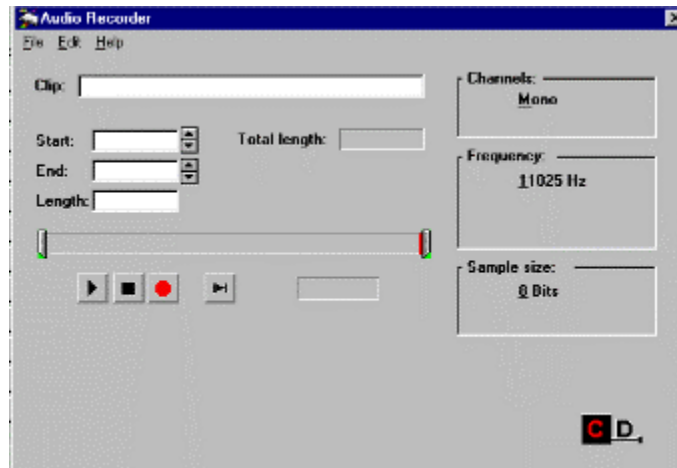 Audio Recorder
File Edit Help
Clip:
Channels:
Mono
Start:
Total length:
End:
Length:
Frequency:
11025 Hz
Sample size:
8 Bits
CD